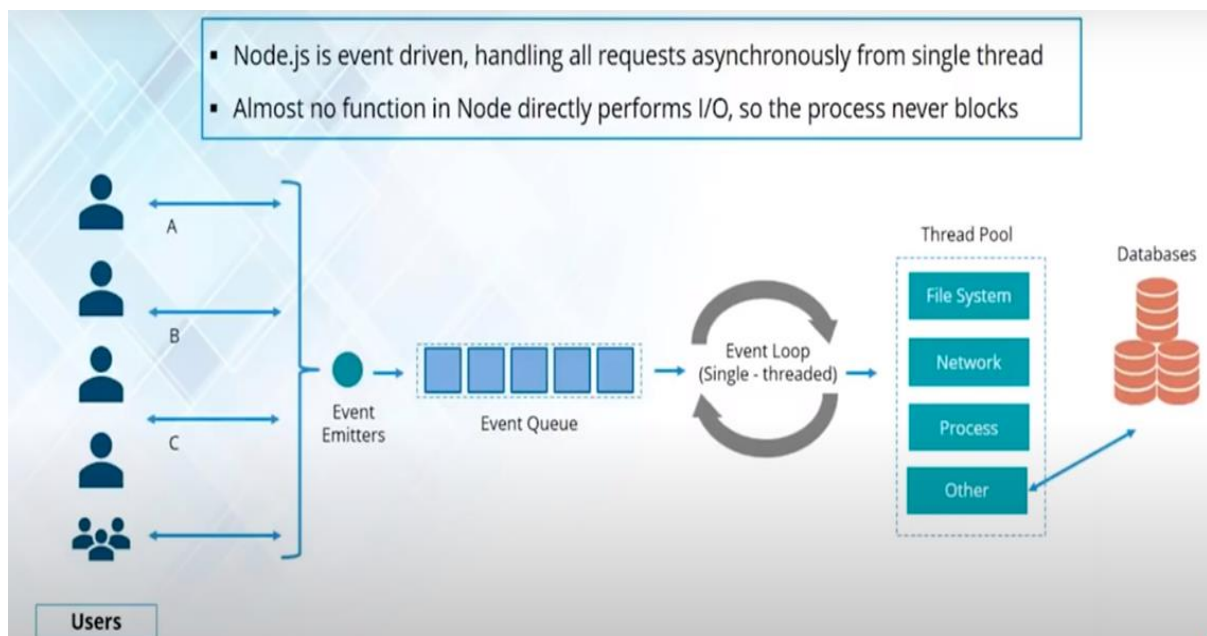 ▪ Node.js is event driven, handling all requests asynchronously from single thread
▪ Almost no function in Node directly performs I/O, so the process never blocks
A
B
C
Users
Event
Emitters
Event Queue
Event Loop
(Single - threaded)
Thread Pool
File System
Network
Process
Other
Databases